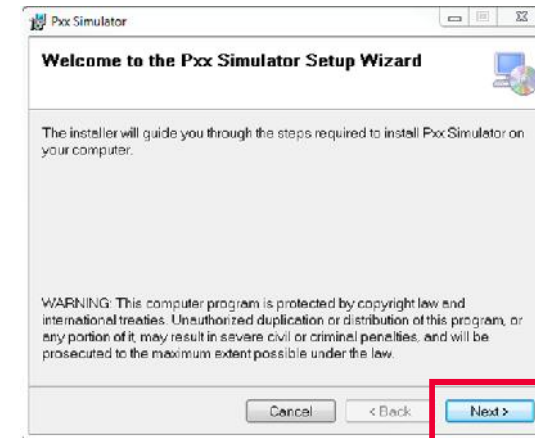 Pxx Simulator
Welcome to the Pxx Simulator Setup Wizard
The installer will guide you through the steps required to install Pxx Simulator on
your computer.
WARNING: This computer program is protected by copyright law and
international treaties. Unauthorized duplication or distribution of this program, or
any portion of it, may result in severe civil or criminal penalties, and will be
prosecuted to the maximum extent possible under the law.
Cancel < Back Next >